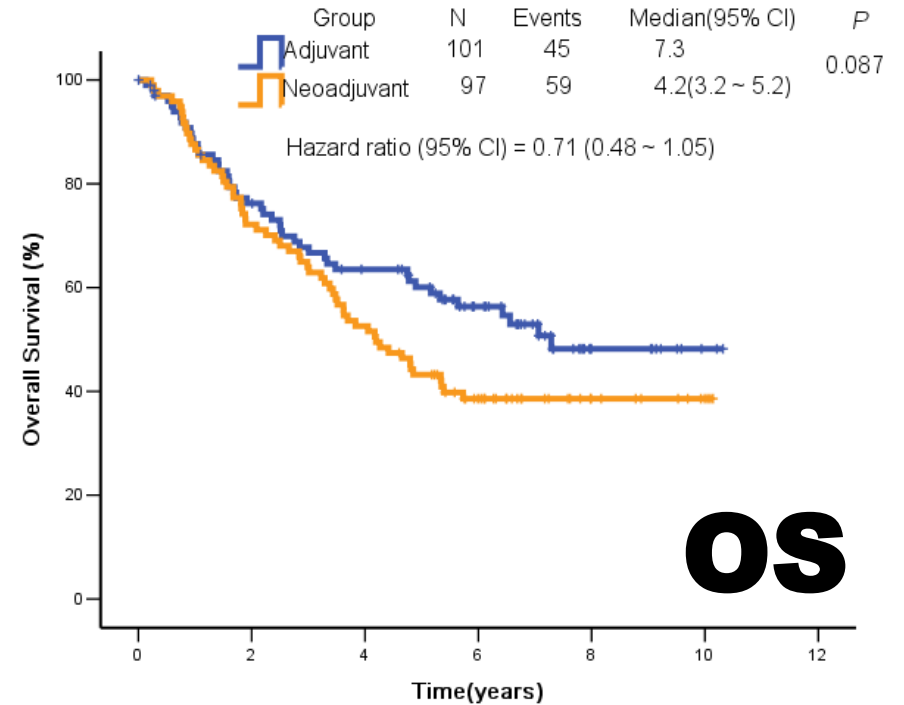 Group N Events Median(95% CI) P
Adjuvant 101 45 7.3
0.087
Neoadjuvant 97 59 4.2(3.2 ~ 5.2)
Hazard ratio (95% CI) = 0.71 (0.48 ~ 1.05)
100
80
60
40
20
0
Overall Survival (%)
OS
0 2 4 6 8 10 12
Time(years)